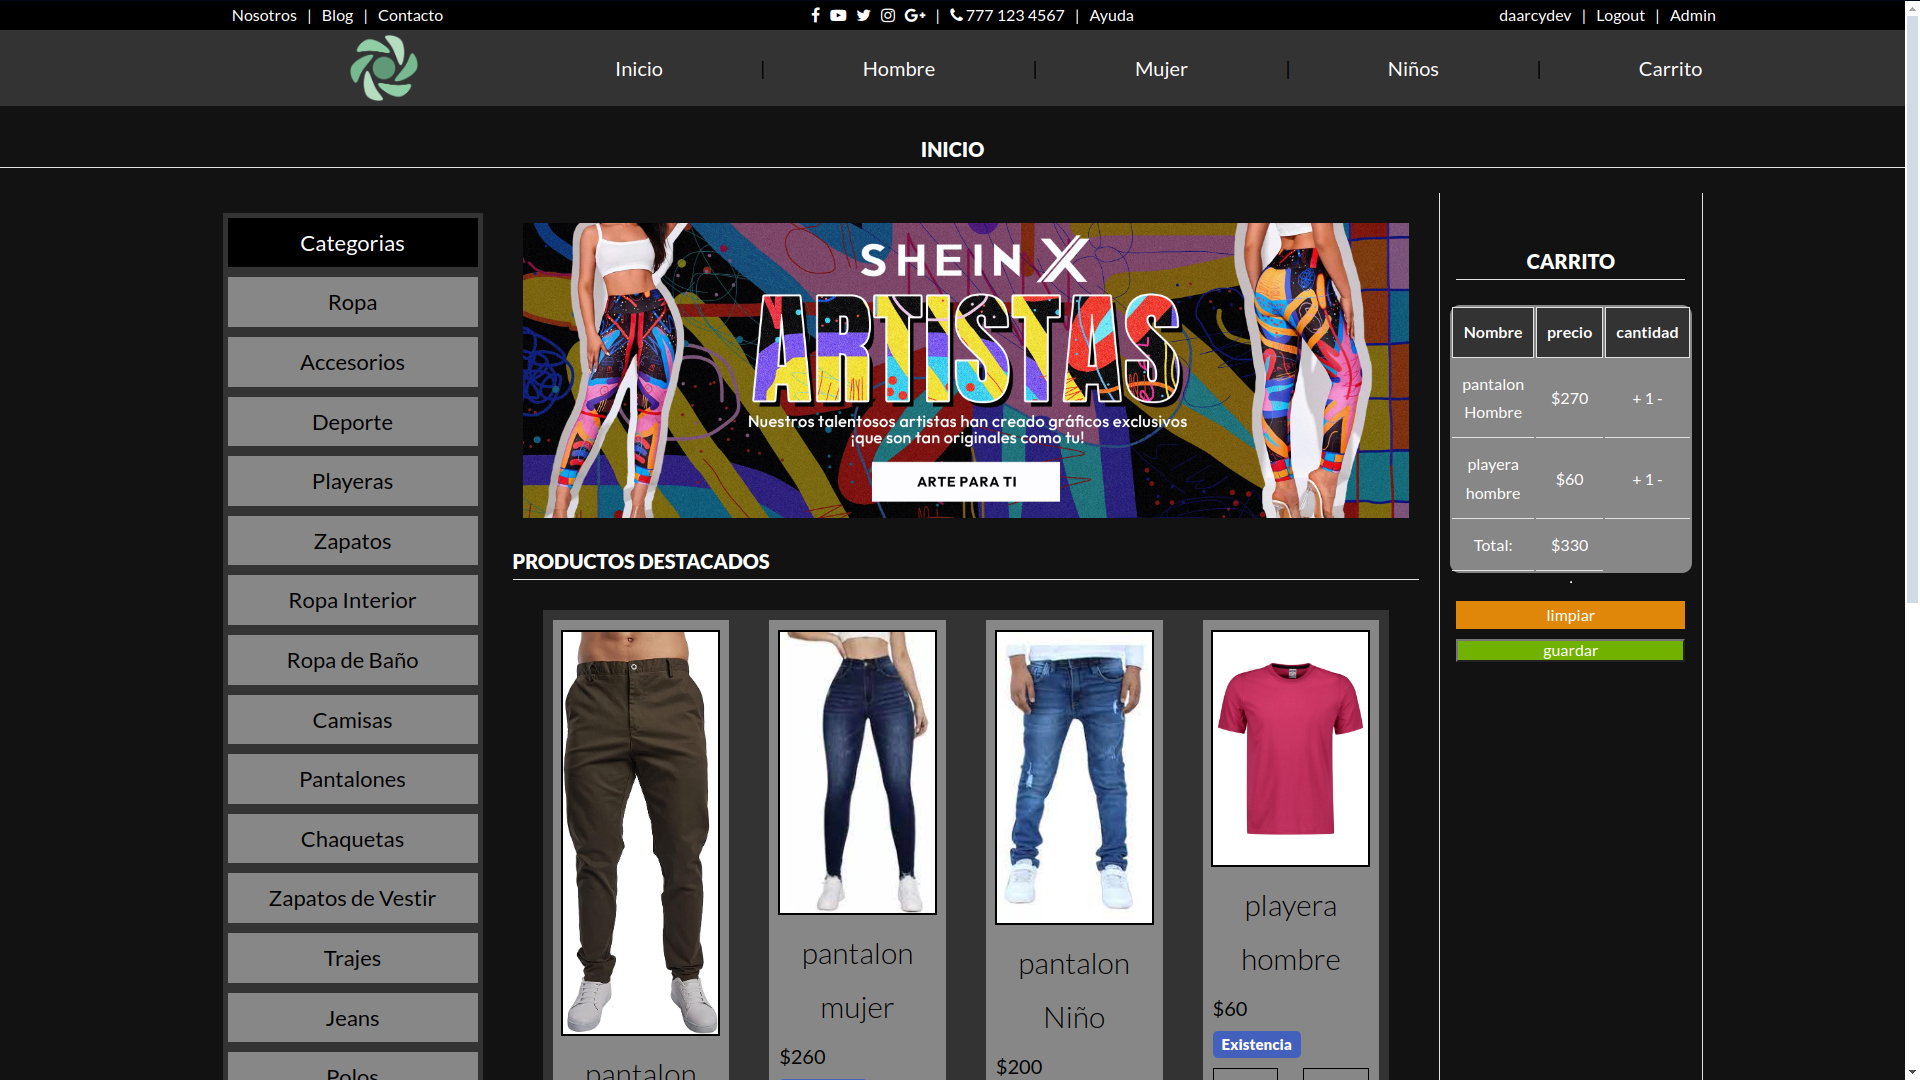 Nosotros | Blog | Contacto
| 777 123 4567 | Ayuda
daarcydev | Logout | Admin
Inicio | Hombre | Mujer | Niños | Carrito
INICIO
Categorias
Ropa
Accesorios
Deporte
Playeras
Zapatos
Ropa Interior
Ropa de Baño
Camisas
Pantalones
Chaquetas
Zapatos de Vestir
Trajes
Jeans
Polos
SHEIN X
ARTISTAS
Nuestros talentosos artistas han creado gráficos exclusivos
¡que son tan originales como tu!
ARTE PARA TI
PRODUCTOS DESTACADOS
pantalon
pantalon
mujer
$260
pantalon
Niño
$200
playera
hombre
$60
Existencia
CARRITO
Nombre precio cantidad
pantalon
Hombre
$270 + 1 -
playera
hombre
$60 + 1 -
Total: $330
.
limpiar
guardar